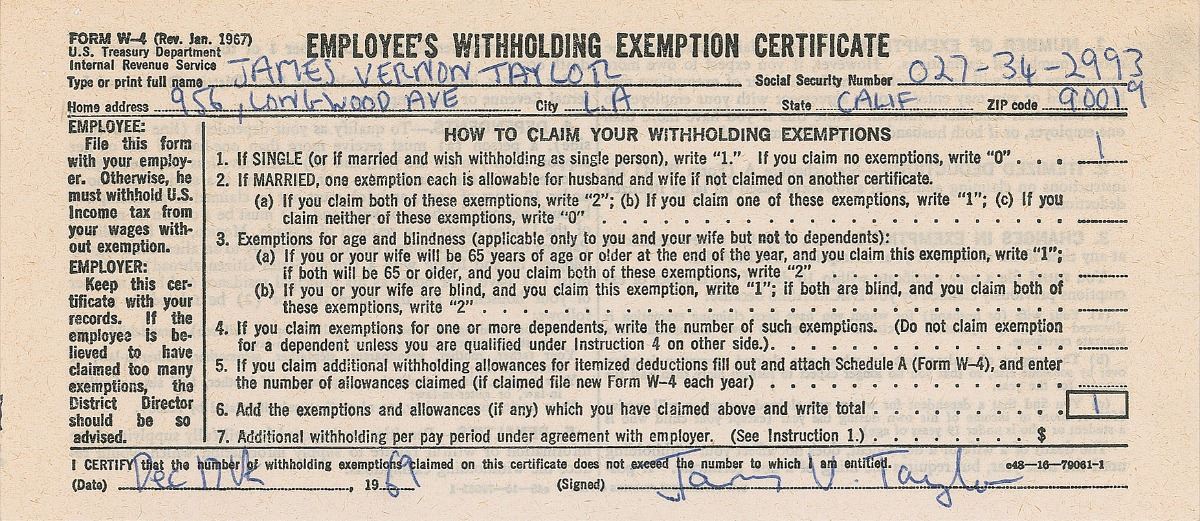 FORM W-4 (Rev. Jan. 1967)
U.S. Treasury Department
Internal Revenue Service
EMPLOYEE'S WITHHOLDING EXEMPTION CERTIFICATE
Type or print full name JAMES VERNON TAYLOR Social Security Number 027-34-2993
Home address 956, LONGWOOD AVE City L.A State CALIF ZIP code 90019
EMPLOYEE:
File this form
with your employ-
er. Otherwise, he
must withhold U.S.
Income tax from
your wages with-
out exemption.
EMPLOYER:
Keep this cer-
tificate with your
records. If the
employee is be-
lieved to have
claimed too many
exemptions, the
District Director
should be so
advised.
HOW TO CLAIM YOUR WITHHOLDING EXEMPTIONS
1. If SINGLE (or if married and wish withholding as single person), write "1." If you claim no exemptions, write "0" . . . . 1
2. If MARRIED, one exemption each is allowable for husband and wife if not claimed on another certificate.
(a) If you claim both of these exemptions, write "2"; (b) If you claim one of these exemptions, write "1"; (c) If you
claim neither of these exemptions, write "0"
3. Exemptions for age and blindness (applicable only to you and your wife but not to dependents):
(a) If you or your wife will be 65 years of age or older at the end of the year, and you claim this exemption, write "1";
if both will be 65 or older, and you claim both of these exemptions, write "2"
(b) If you or your wife are blind, and you claim this exemption, write "1"; if both are blind, and you claim both of
these exemptions, write "2"
4. If you claim exemptions for one or more dependents, write the number of such exemptions. (Do not claim exemption
for a dependent unless you are qualified under Instruction 4 on other side.)
5. If you claim additional withholding allowances for itemized deductions fill out and attach Schedule A (Form W-4), and enter
the number of allowances claimed (if claimed file new Form W-4 each year)
6. Add the exemptions and allowances (if any) which you have claimed above and write total 1
7. Additional withholding per pay period under agreement with employer. (See Instruction 1.) $
I CERTIFY that the number of withholding exemptions claimed on this certificate does not exceed the number to which I am entitled. c48-16-79061-1
(Date) Dec 17th, 1969 (Signed) James V. Taylor